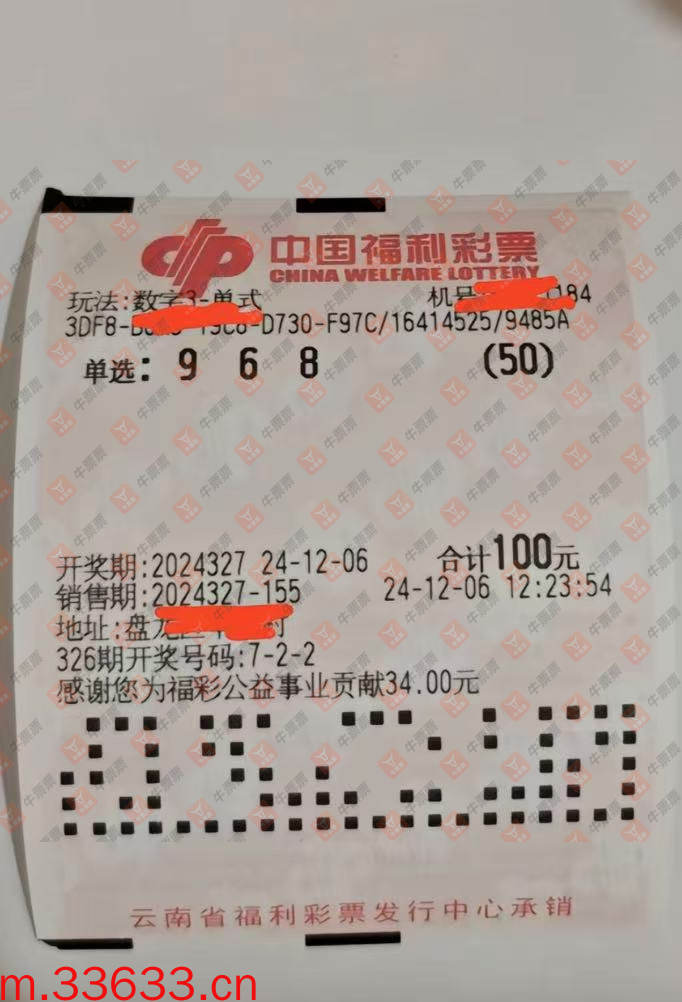 中国福利彩票
CHINA WELFARE LOTTERY
玩法:数字3-单式 机号 184
3DF8- -D730-F97C/16414525/9485A
单选: 9 6 8 (50)
开奖期:2024327 24-12-06 合计100元
销售期:2024327-155 24-12-06 12:23:54
地址:盘龙
326期开奖号码:7-2-2
感谢您为福彩公益事业贡献34.00元
云南省福利彩票发行中心承销
m.33633.cn
牛票票